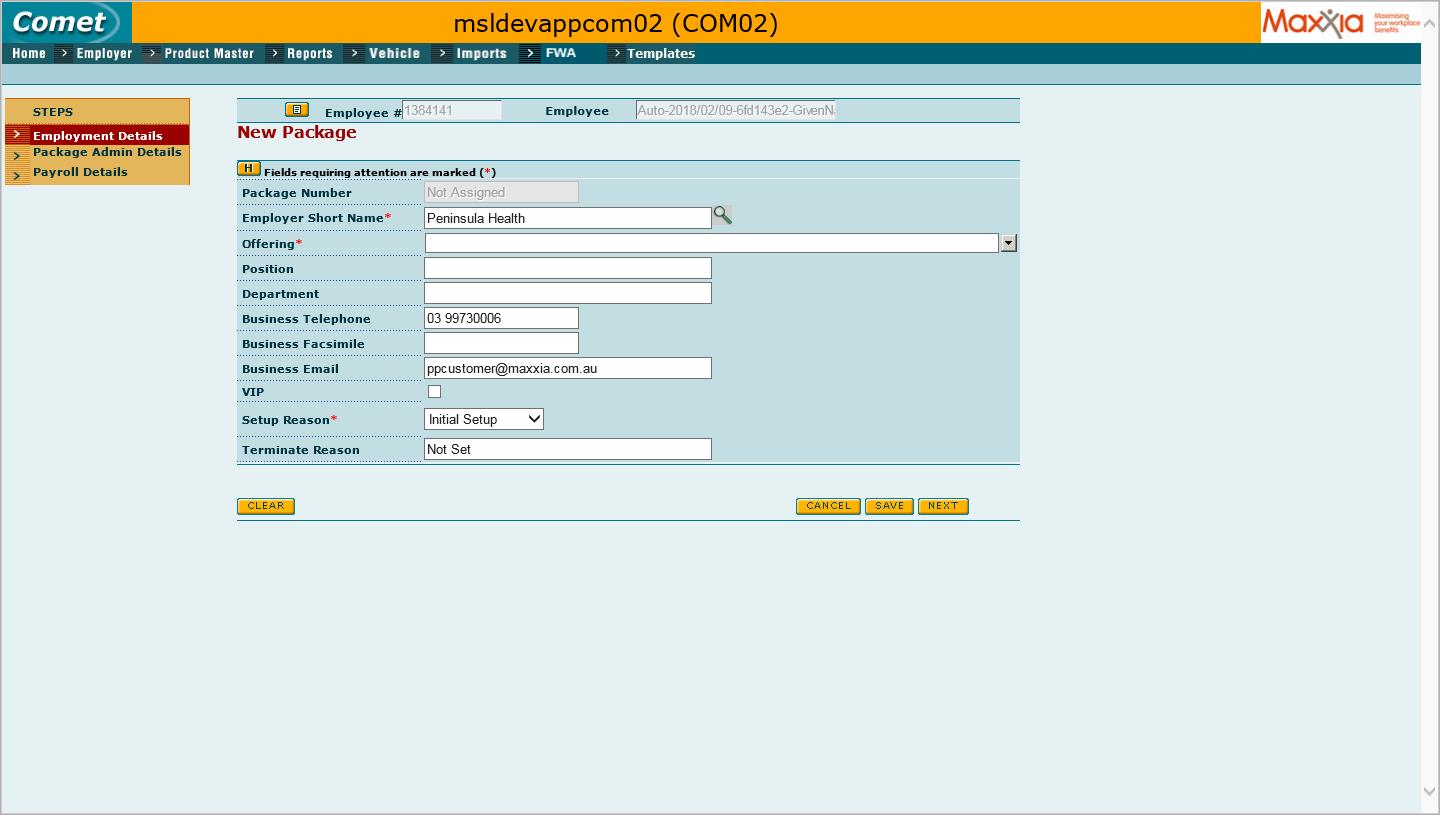 Comet
msldevappcom02 (COM02)
Maxxia Maximising your workplace benefits
Home Employer Product Master Reports Vehicle Imports FWA Templates
STEPS
Employment Details
Package Admin Details
Payroll Details
Employee # 1384141 Employee Auto-2018/02/09-6fd143e2-GivenNa
New Package
H Fields requiring attention are marked (*)
Package Number Not Assigned
Employer Short Name* Peninsula Health
Offering*
Position
Department
Business Telephone 03 99730006
Business Facsimile
Business Email ppcustomer@maxxia.com.au
VIP
Setup Reason* Initial Setup
Terminate Reason Not Set
CLEAR CANCEL SAVE NEXT